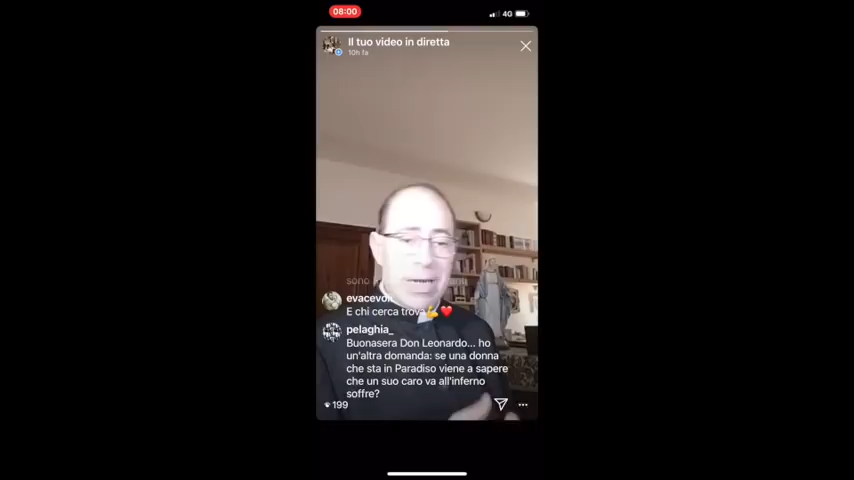 08:00
4G
Il tuo video in diretta
10h fa
sono
evacevol
E chi cerca trova💪❤️
pelaghia_
Buonasera Don Leonardo... ho
un'altra domanda: se una donna
che sta in Paradiso viene a sapere
che un suo caro va all'inferno
soffre?
199